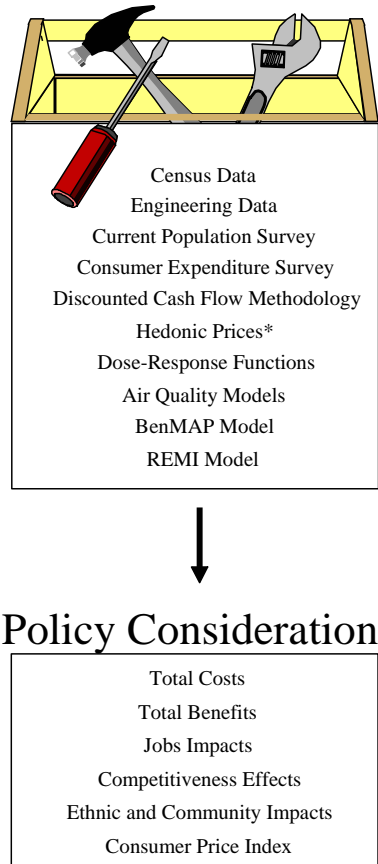 Census Data
Engineering Data
Current Population Survey
Consumer Expenditure Survey
Discounted Cash Flow Methodology
Hedonic Prices*
Dose-Response Functions
Air Quality Models
BenMAP Model
REMI Model
Policy Consideration
Total Costs
Total Benefits
Jobs Impacts
Competitiveness Effects
Ethnic and Community Impacts
Consumer Price Index